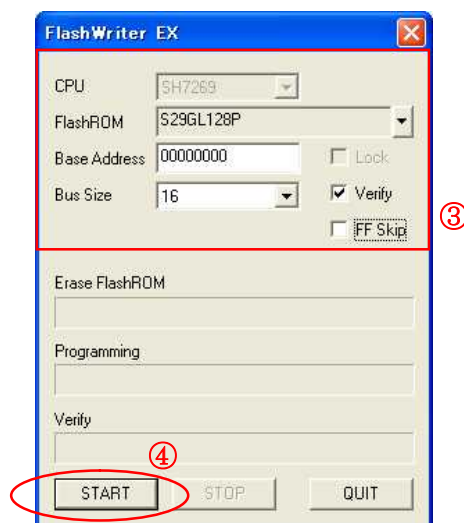 FlashWriter EX
CPU SH7269
FlashROM S29GL128P
Base Address 00000000 Lock
Bus Size 16 Verify
③
FF Skip
Erase FlashROM
Programming
Verify
④
START STOP QUIT